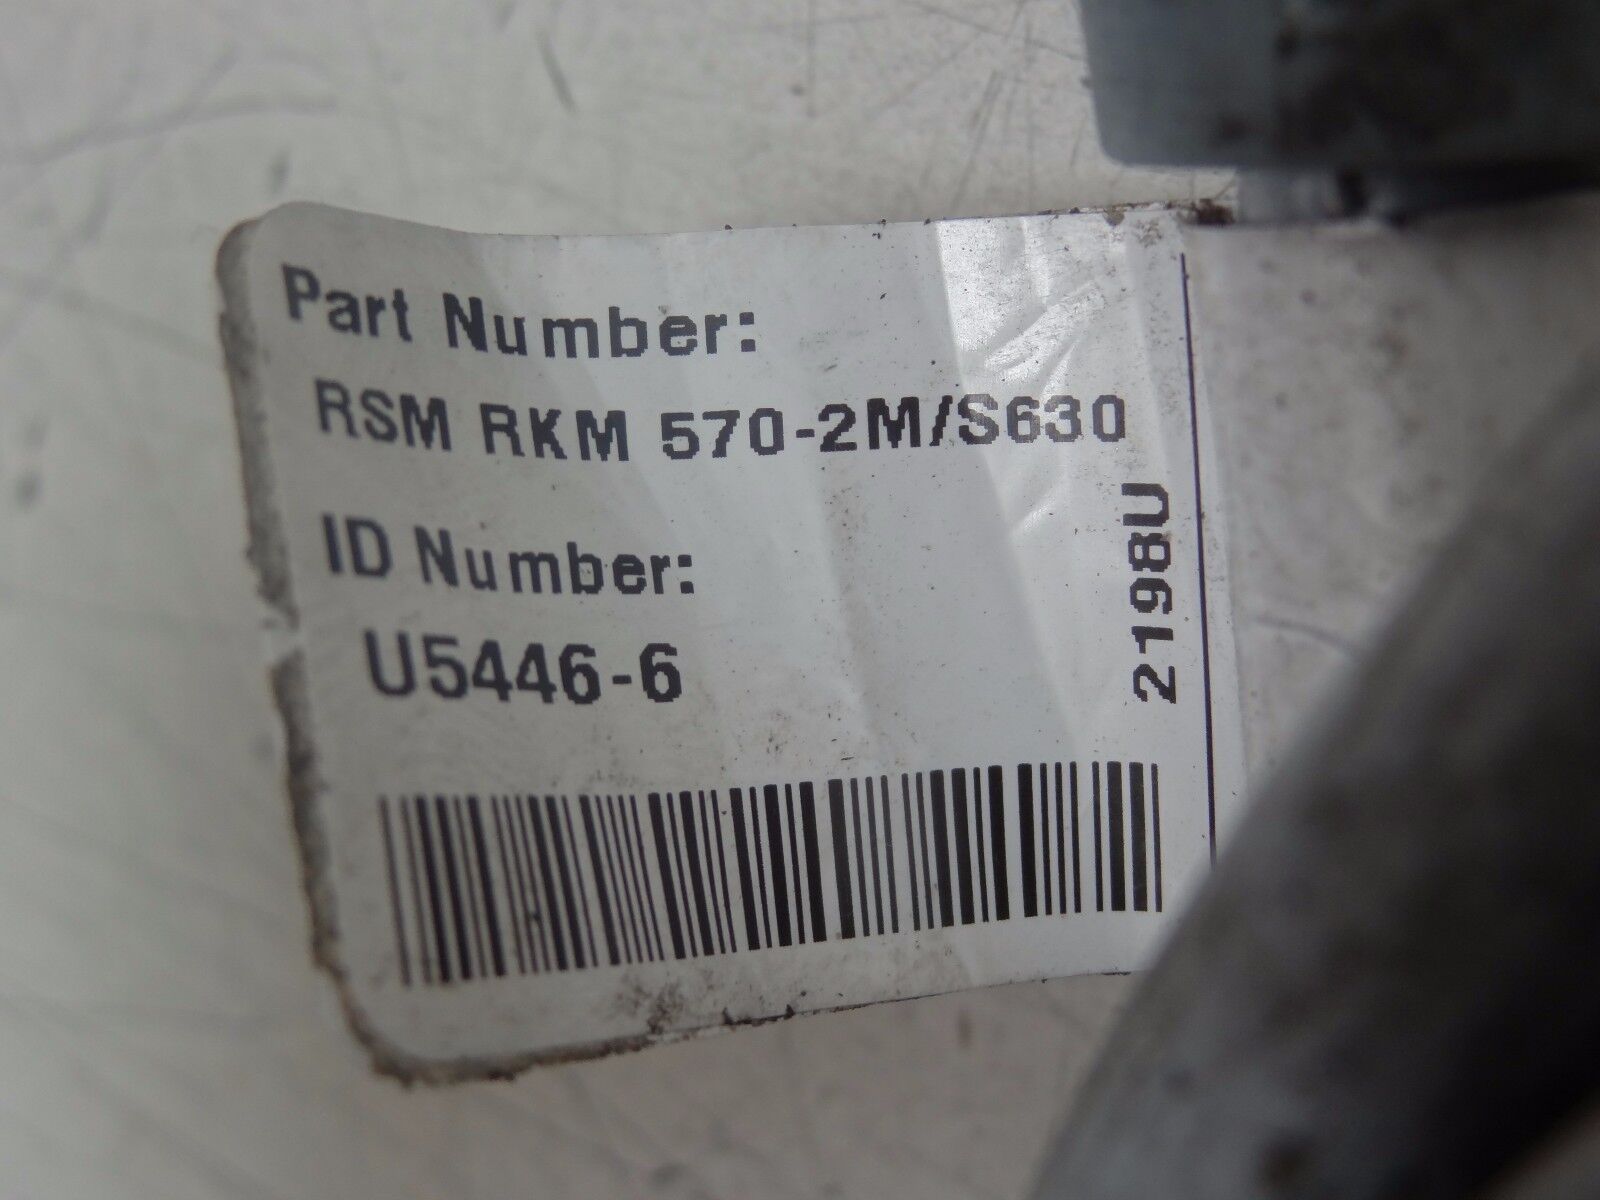 Part Number:
RSM RKM 570-2M/S630
ID Number:
U5446-6
2198U